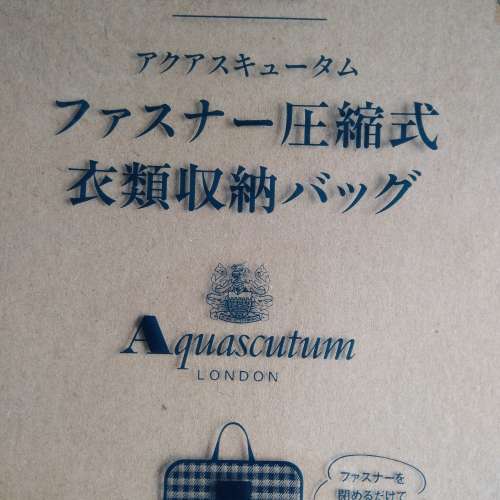 アクアスキュータム
ファスナー圧縮式
衣類収納バッグ
Aquascutum
LONDON
ファスナーを
閉めるだけで